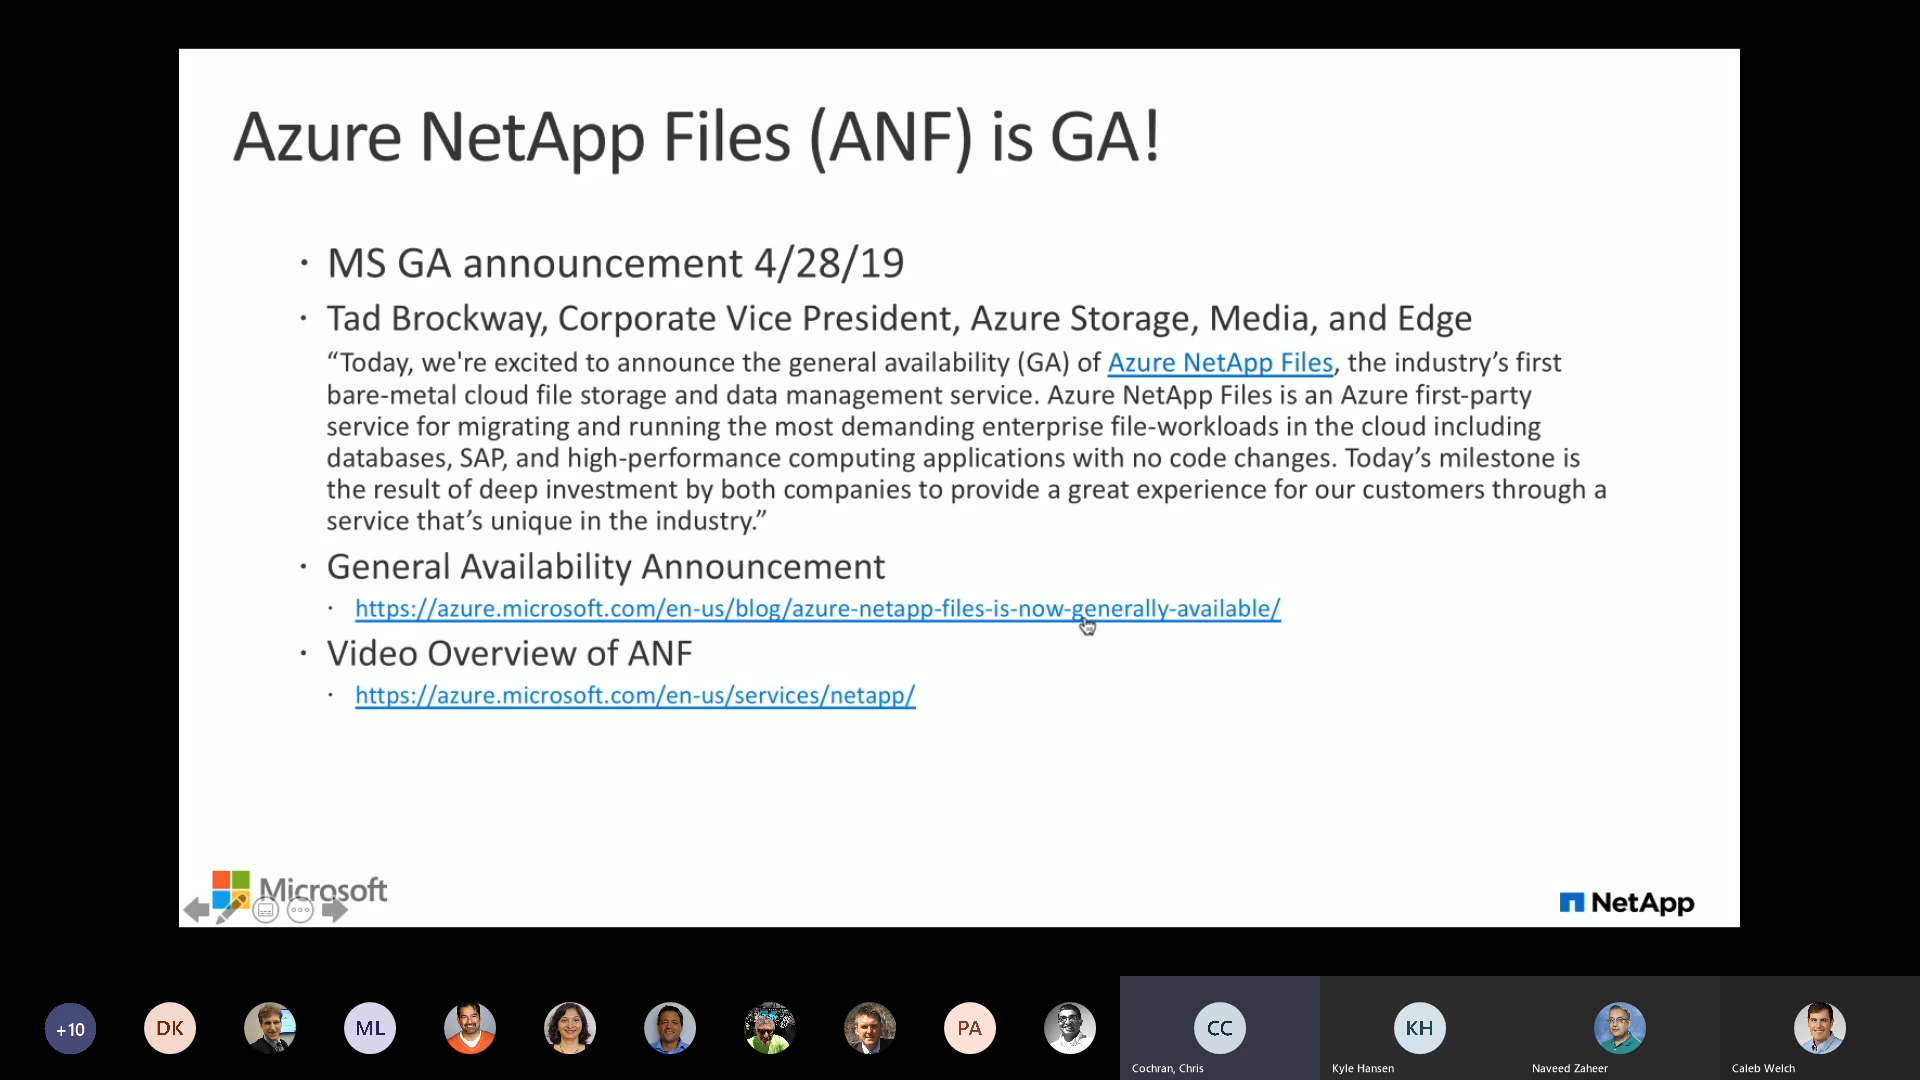 Azure NetApp Files (ANF) is GA!
· MS GA announcement 4/28/19
· Tad Brockway, Corporate Vice President, Azure Storage, Media, and Edge
“Today, we're excited to announce the general availability (GA) of Azure NetApp Files, the industry’s first
bare-metal cloud file storage and data management service. Azure NetApp Files is an Azure first-party
service for migrating and running the most demanding enterprise file-workloads in the cloud including
databases, SAP, and high-performance computing applications with no code changes. Today’s milestone is
the result of deep investment by both companies to provide a great experience for our customers through a
service that’s unique in the industry.”
· General Availability Announcement
· https://azure.microsoft.com/en-us/blog/azure-netapp-files-is-now-generally-available/
· Video Overview of ANF
· https://azure.microsoft.com/en-us/services/netapp/
Microsoft
NetApp
+10
DK
ML
PA
CC
KH
Cochran, Chris
Kyle Hansen
Naveed Zaheer
Caleb Welch